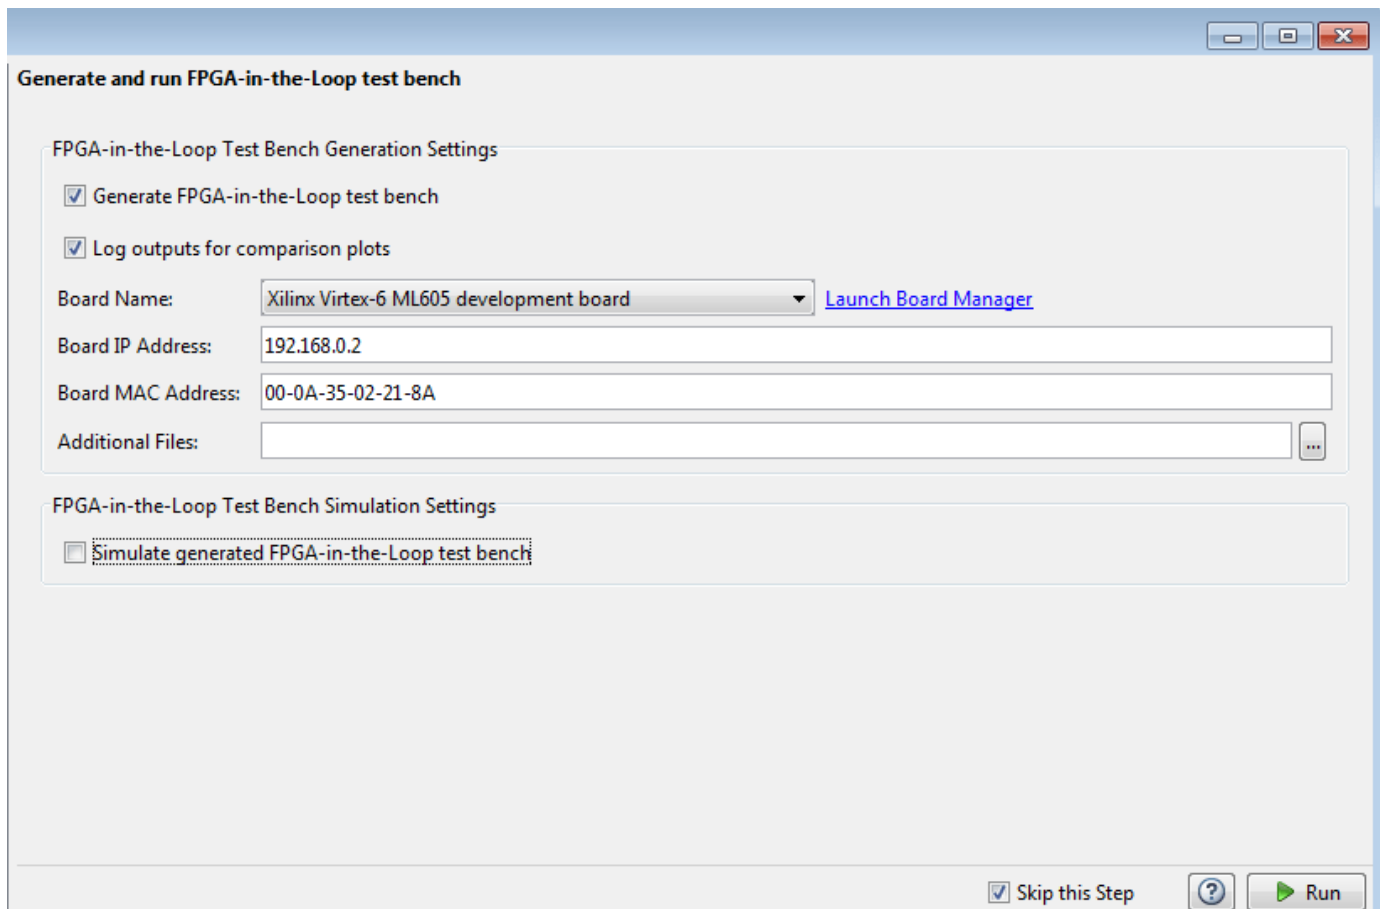 Generate and run FPGA-in-the-Loop test bench
FPGA-in-the-Loop Test Bench Generation Settings
Generate FPGA-in-the-Loop test bench
Log outputs for comparison plots
Board Name: Xilinx Virtex-6 ML605 development board Launch Board Manager
Board IP Address: 192.168.0.2
Board MAC Address: 00-0A-35-02-21-8A
Additional Files: ...
FPGA-in-the-Loop Test Bench Simulation Settings
Simulate generated FPGA-in-the-Loop test bench
Skip this Step ? Run